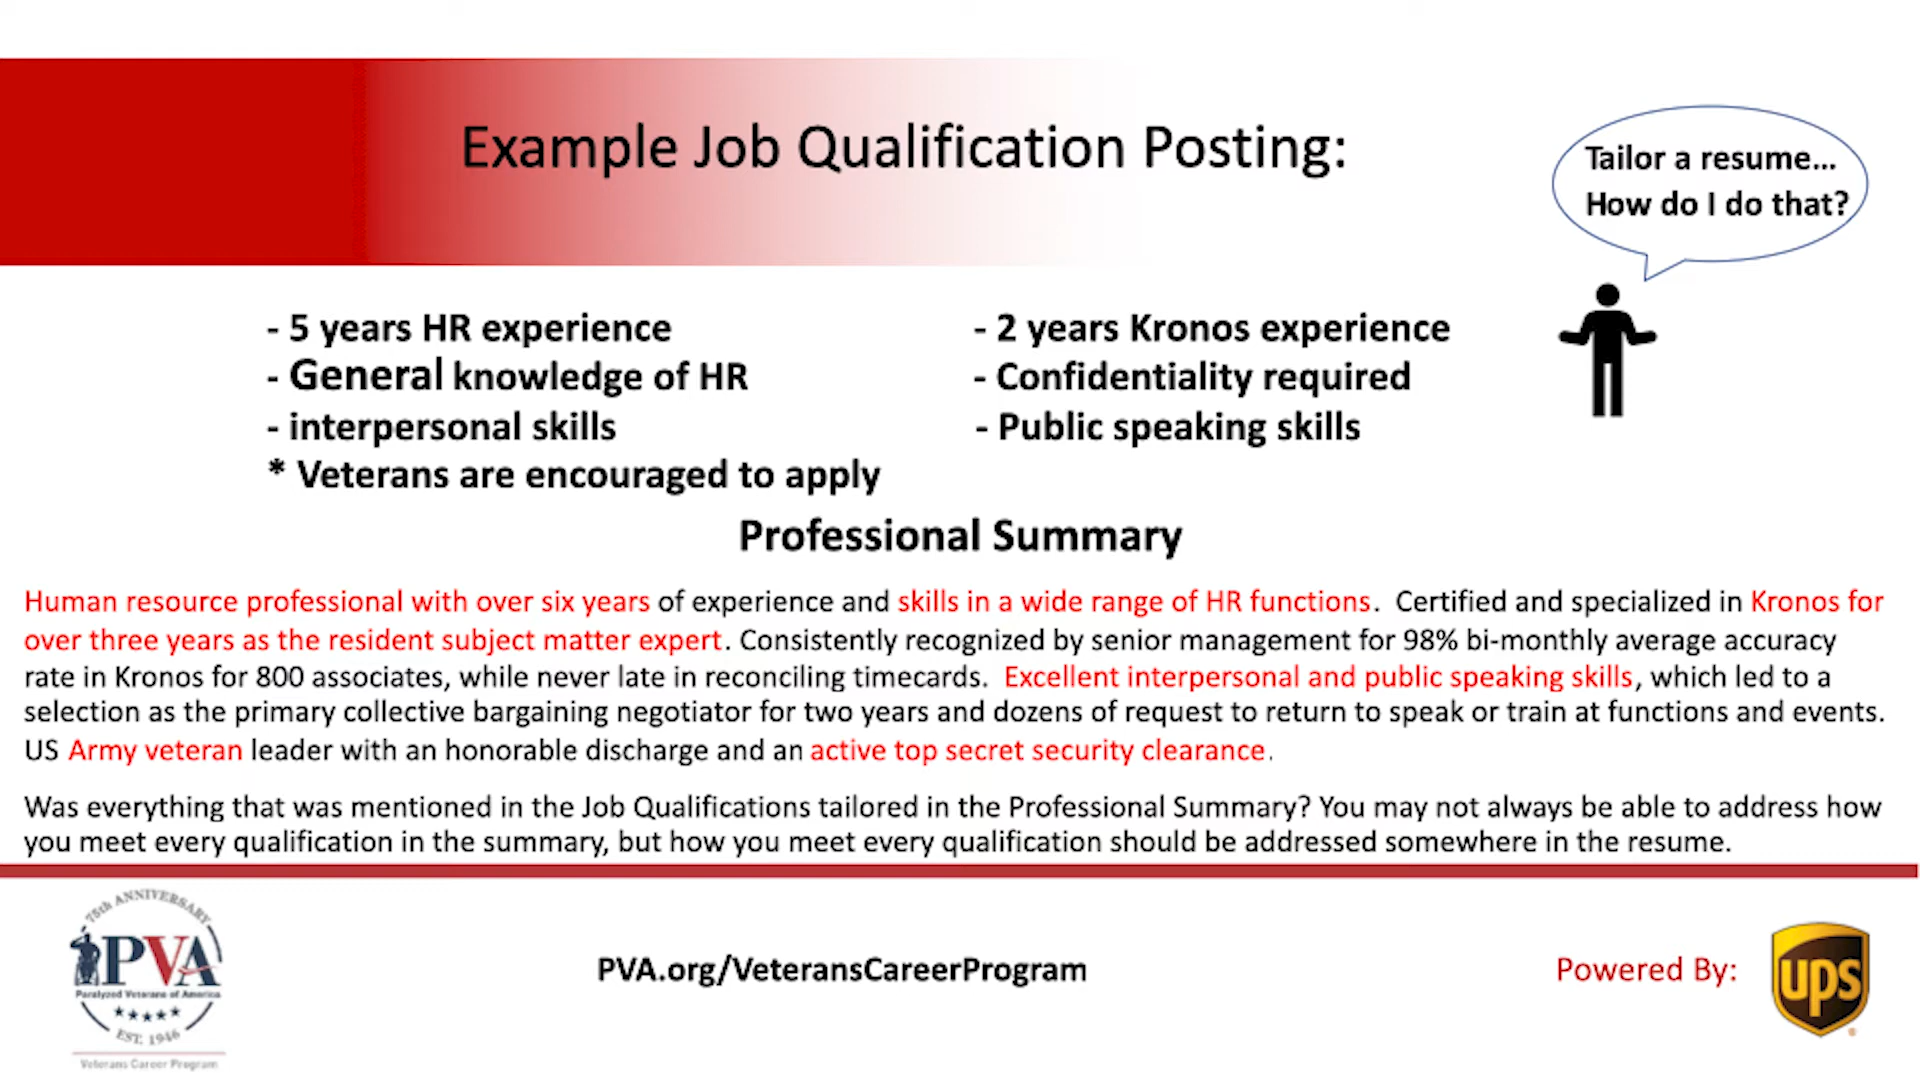 Example Job Qualification Posting:
Tailor a resume...
How do I do that?
- 5 years HR experience
- General knowledge of HR
- interpersonal skills
* Veterans are encouraged to apply
- 2 years Kronos experience
- Confidentiality required
- Public speaking skills
Professional Summary
Human resource professional with over six years of experience and skills in a wide range of HR functions.  Certified and specialized in Kronos for
over three years as the resident subject matter expert. Consistently recognized by senior management for 98% bi-monthly average accuracy
rate in Kronos for 800 associates, while never late in reconciling timecards.  Excellent interpersonal and public speaking skills, which led to a
selection as the primary collective bargaining negotiator for two years and dozens of request to return to speak or train at functions and events.
US Army veteran leader with an honorable discharge and an active top secret security clearance.
Was everything that was mentioned in the Job Qualifications tailored in the Professional Summary? You may not always be able to address how
you meet every qualification in the summary, but how you meet every qualification should be addressed somewhere in the resume.
75th ANNIVERSARY
PVA
Paralyzed Veterans of America
EST. 1946
Veterans Career Program
PVA.org/VeteransCareerProgram
Powered By:
ups